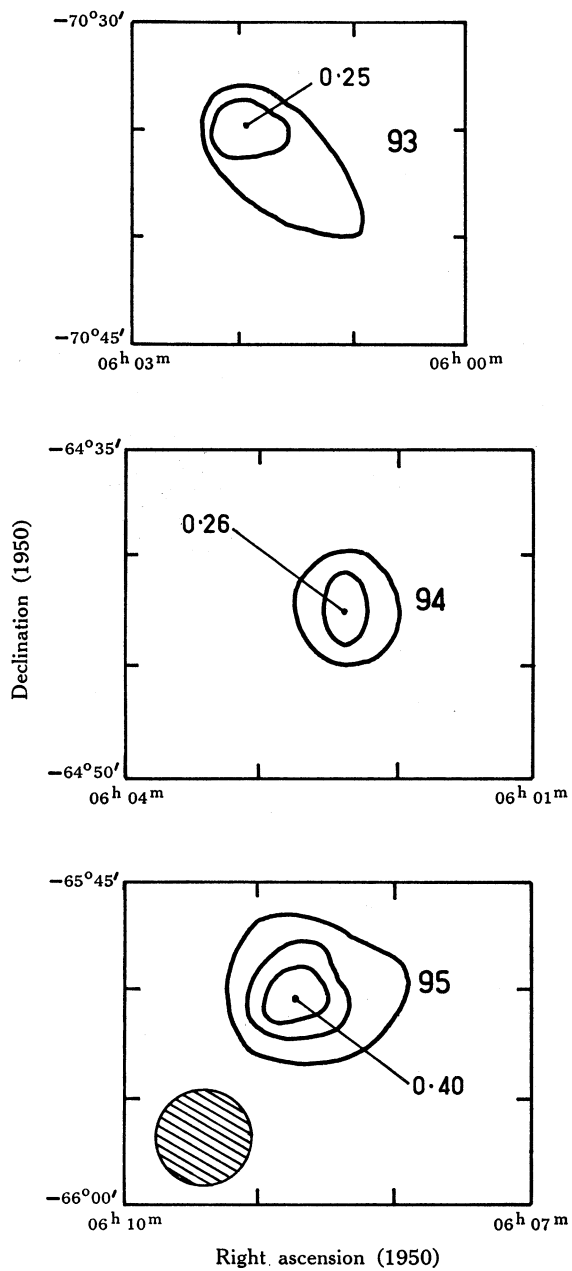 −70°30′
0·25
93
−70°45′
06ʰ 03ᵐ 06ʰ 00ᵐ
−64°35′
0·26
94
−64°50′
06ʰ 04ᵐ 06ʰ 01ᵐ
Declination (1950)
−65°45′
95
0·40
−66°00′
06ʰ 10ᵐ 06ʰ 07ᵐ
Right ascension (1950)